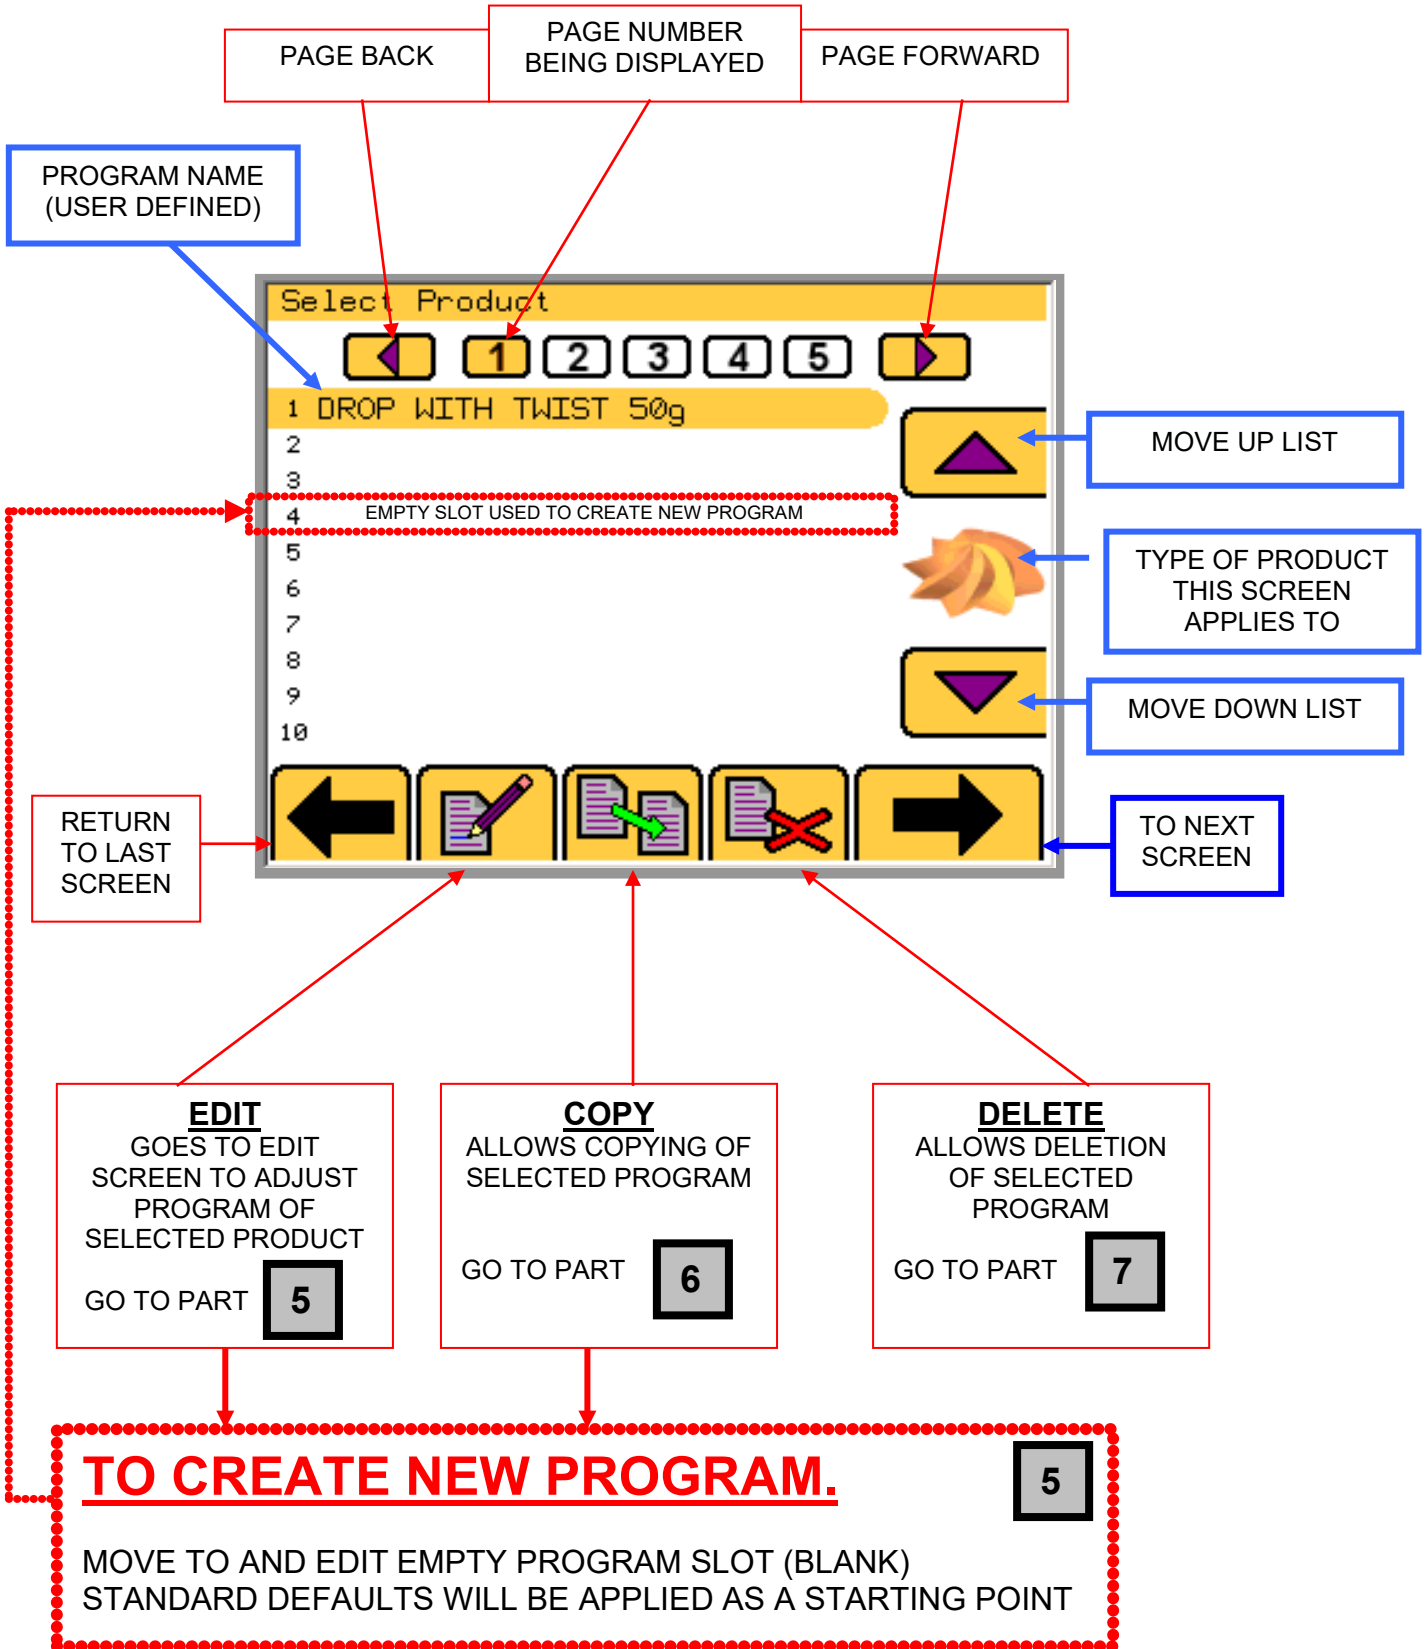 PAGE BACK
PAGE NUMBER
BEING DISPLAYED
PAGE FORWARD
PROGRAM NAME
(USER DEFINED)
Select Product
1 2 3 4 5
1 DROP WITH TWIST 50g
2
3
4 EMPTY SLOT USED TO CREATE NEW PROGRAM
5
6
7
8
9
10
MOVE UP LIST
TYPE OF PRODUCT
THIS SCREEN
APPLIES TO
MOVE DOWN LIST
RETURN
TO LAST
SCREEN
TO NEXT
SCREEN
EDIT
GOES TO EDIT
SCREEN TO ADJUST
PROGRAM OF
SELECTED PRODUCT
GO TO PART 5
COPY
ALLOWS COPYING OF
SELECTED PROGRAM
GO TO PART 6
DELETE
ALLOWS DELETION
OF SELECTED
PROGRAM
GO TO PART 7
TO CREATE NEW PROGRAM. 5
MOVE TO AND EDIT EMPTY PROGRAM SLOT (BLANK)
STANDARD DEFAULTS WILL BE APPLIED AS A STARTING POINT